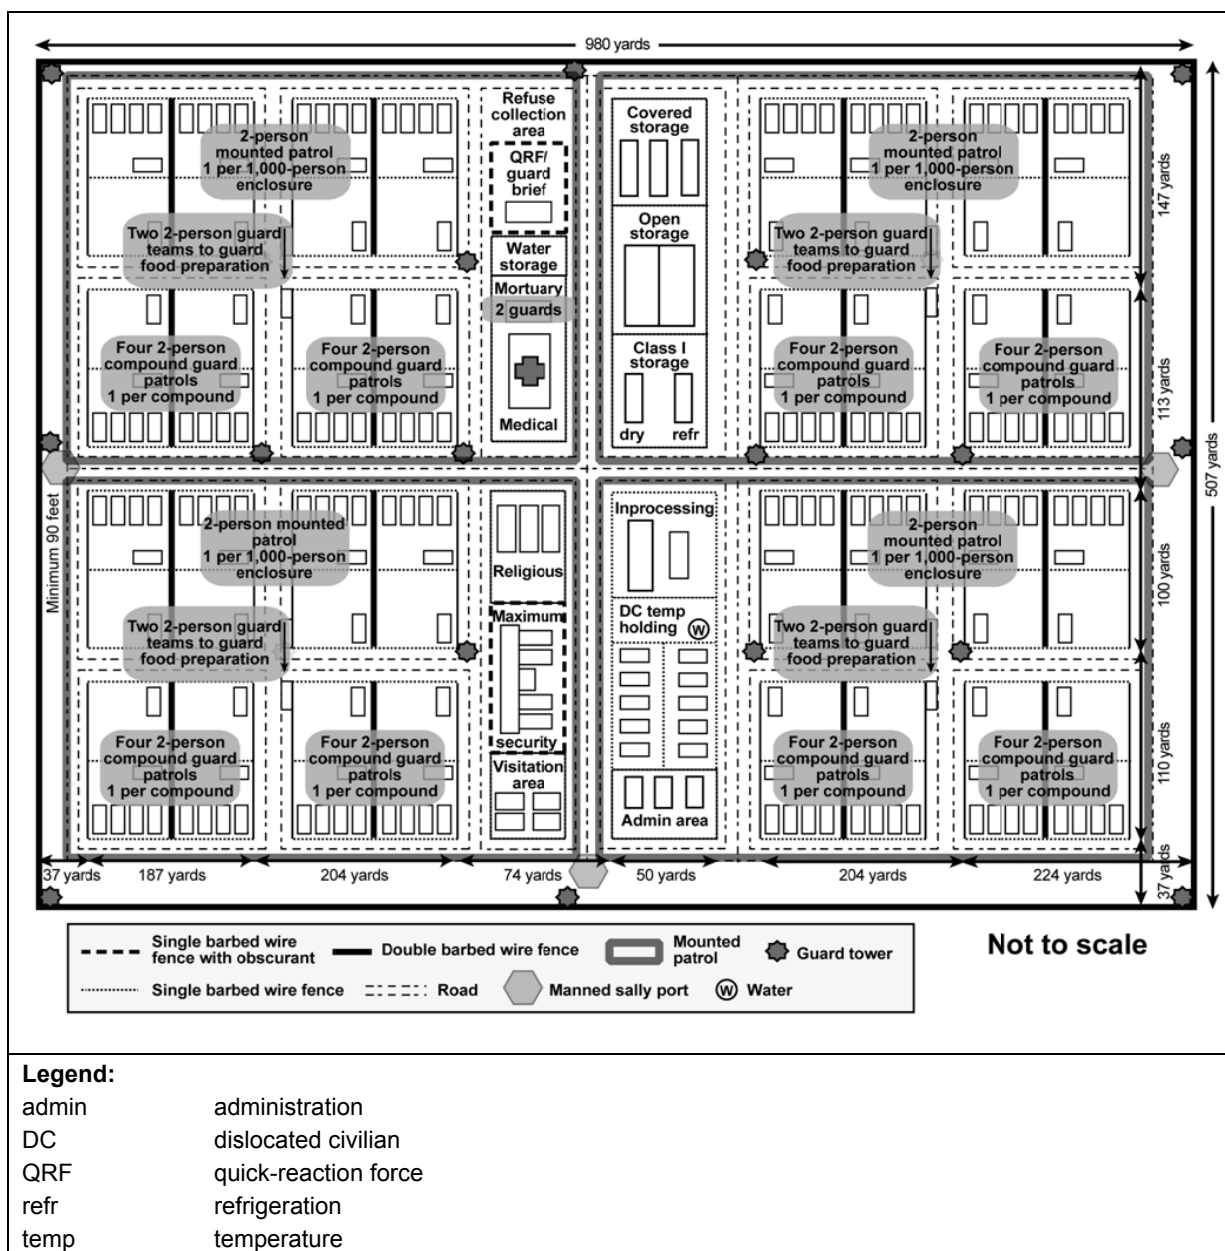 980 yards
Refuse
collection
area
QRF/
guard
brief
Water
storage
Mortuary
2 guards
Medical
Covered
storage
Open
storage
Class I
storage
dry refr
2-person
mounted patrol
1 per 1,000-person
enclosure
Two 2-person guard
teams to guard
food preparation
Four 2-person
compound guard
patrols
1 per compound
Four 2-person
compound guard
patrols
1 per compound
2-person
mounted patrol
1 per 1,000-person
enclosure
Two 2-person guard
teams to guard
food preparation
Four 2-person
compound guard
patrols
1 per compound
Four 2-person
compound guard
patrols
1 per compound
147 yards
113 yards
507 yards
Minimum 90 feet
2-person mounted
patrol
1 per 1,000-person
enclosure
Two 2-person guard
teams to guard
food preparation
Four 2-person
compound guard
patrols
1 per compound
Four 2-person
compound guard
patrols
1 per compound
Religious
Maximum
security
Visitation
area
Inprocessing
DC temp
holding W
Admin area
2-person
mounted patrol
1 per 1,000-person
enclosure
Two 2-person guard
teams to guard
food preparation
Four 2-person
compound guard
patrols
1 per compound
Four 2-person
compound guard
patrols
1 per compound
100 yards
110 yards
37 yards
37 yards 187 yards 204 yards 74 yards 50 yards 204 yards 224 yards
Single barbed wire
fence with obscurant
Double barbed wire fence
Mounted
patrol
Guard tower
Single barbed wire fence
Road
Manned sally port
W Water
Not to scale
Legend:
admin administration
DC dislocated civilian
QRF quick-reaction force
refr refrigeration
temp temperature